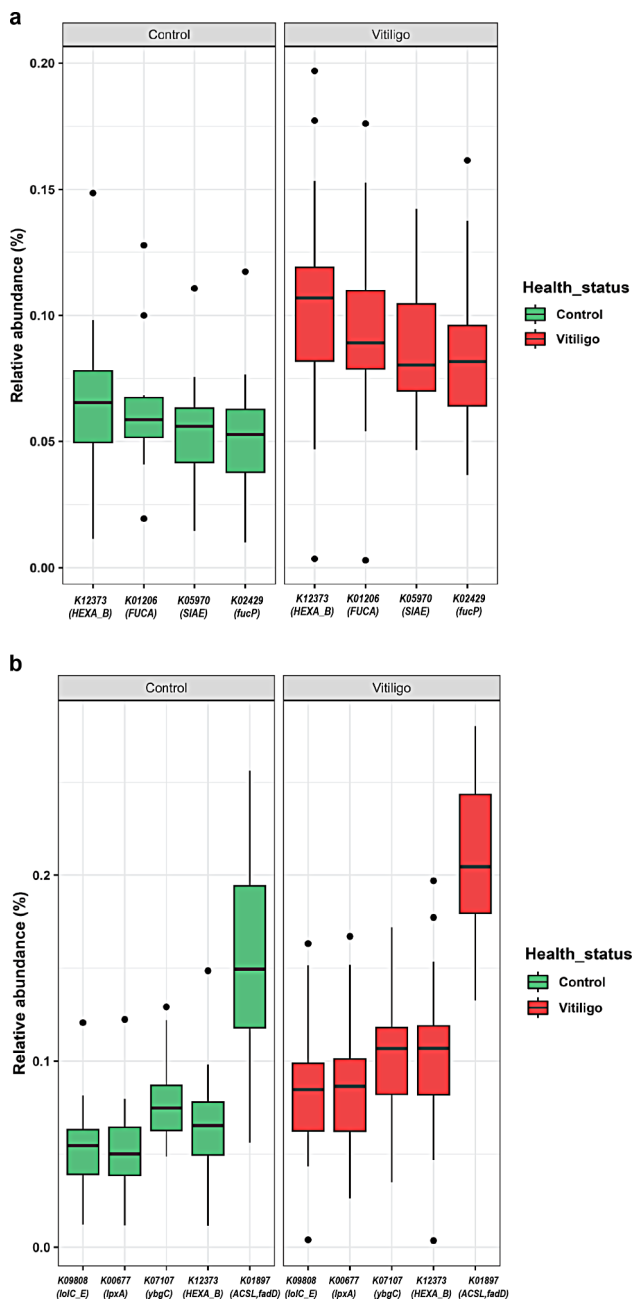 a
Control
Vitiligo
0.20
0.15
0.10
0.05
0.00
Relative abundance (%)
K12373 K01206 K05970 K02429
(HEXA_B) (FUCA) (SIAE) (fucP)
K12373 K01206 K05970 K02429
(HEXA_B) (FUCA) (SIAE) (fucP)
Health_status
Control
Vitiligo
b
Control
Vitiligo
0.2
0.1
0.0
Relative abundance (%)
K09808 K00677 K07107 K12373 K01897
(lolC_E) (lpxA) (ybgC) (HEXA_B) (ACSL,fadD)
K09808 K00677 K07107 K12373 K01897
(lolC_E) (lpxA) (ybgC) (HEXA_B) (ACSL,fadD)
Health_status
Control
Vitiligo